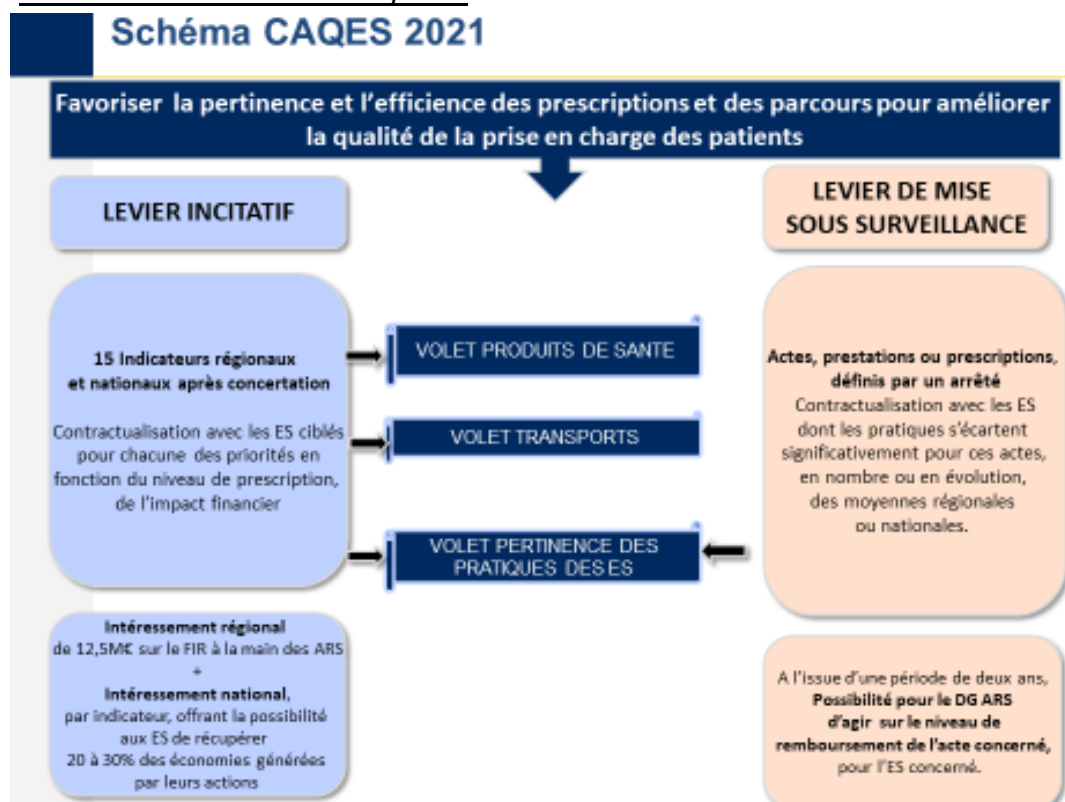 Schéma CAQES 2021
Favoriser la pertinence et l'efficience des prescriptions et des parcours pour améliorer
la qualité de la prise en charge des patients
LEVIER INCITATIF
15 Indicateurs régionaux
et nationaux après concertation
Contractualisation avec les ES ciblés
pour chacune des priorités en
fonction du niveau de prescription,
de l'impact financier
Intéressement régional
de 12,5M€ sur le FIR à la main des ARS
+
Intéressement national,
par indicateur, offrant la possibilité
aux ES de récupérer
20 à 30% des économies générées
par leurs actions
VOLET PRODUITS DE SANTE
VOLET TRANSPORTS
VOLET PERTINENCE DES
PRATIQUES DES ES
LEVIER DE MISE
SOUS SURVEILLANCE
Actes, prestations ou prescriptions,
définis par un arrêté
Contractualisation avec les ES
dont les pratiques s'écartent
significativement pour ces actes,
en nombre ou en évolution,
des moyennes régionales
ou nationales.
A l'issue d'une période de deux ans,
Possibilité pour le DG ARS
d'agir sur le niveau de
remboursement de l'acte concerné,
pour l'ES concerné.